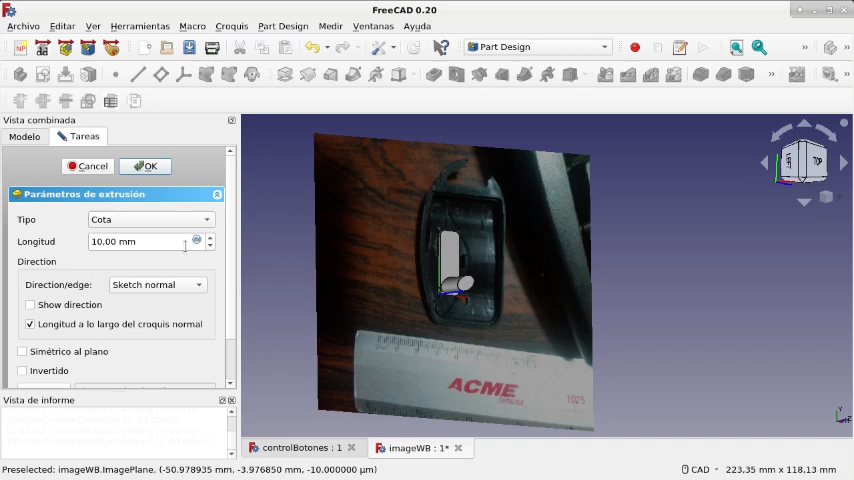 FreeCAD 0.20
Archivo Editar Ver Herramientas Macro Croquis Part Design Medir Ventanas Ayuda
Part Design
Vista combinada
Modelo Tareas
Cancel OK
Parámetros de extrusión
Tipo Cota
Longitud 10,00 mm
Direction
Direction/edge: Sketch normal
Show direction
Longitud a lo largo del croquis normal
Simétrico al plano
Invertido
Vista de informe
LEFT TOP
ACME
1025
controlBotones : 1 imageWB : 1*
Preselected: imageWB.ImagePlane. (-50.978935 mm, -3.976850 mm, -10.000000 µm) CAD 223,35 mm x 118,13 mm